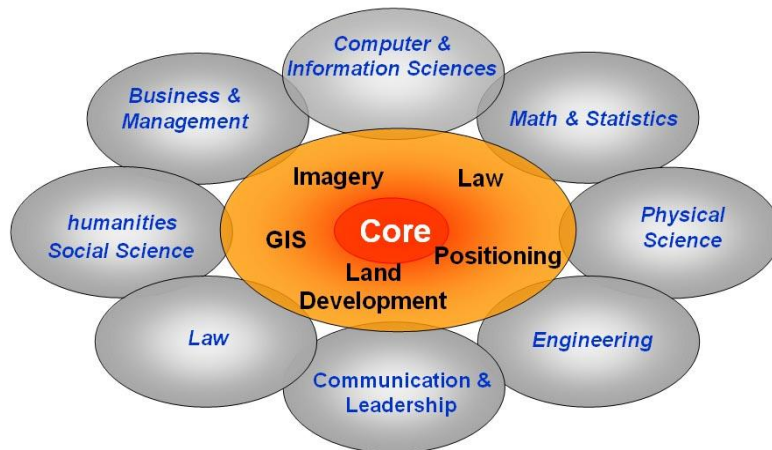 Computer &
Information Sciences
Business &
Management
Math & Statistics
Imagery
Law
humanities
Social Science
GIS
Core
Positioning
Physical
Science
Land
Development
Law
Engineering
Communication &
Leadership